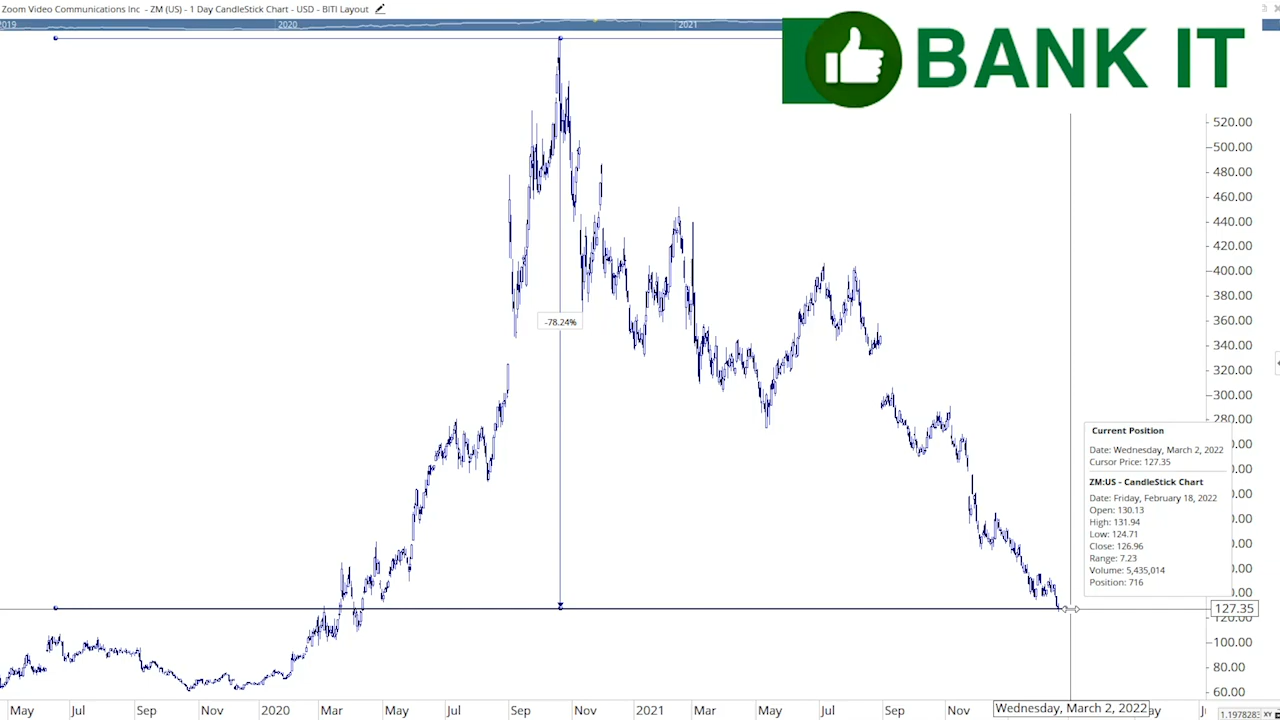 Zoom Video Communications Inc - ZM (US) - 1 Day CandleStick Chart - USD - BITI Layout
2019
2020
2021
BANK IT
520.00
500.00
480.00
460.00
440.00
420.00
400.00
380.00
360.00
340.00
320.00
300.00
280.00
-78.24%
Current Position
Date: Wednesday, March 2, 2022
Cursor Price: 127.35
ZM:US - CandleStick Chart
Date: Friday, February 18, 2022
Open: 130.13
High: 131.94
Low: 124.71
Close: 126.96
Range: 7.23
Volume: 5,435,014
Position: 716
127.35
120.00
100.00
80.00
60.00
May Jul Sep Nov 2020 Mar May Jul Sep Nov 2021 Mar May Jul Sep Nov Wednesday, March 2, 2022
1.1978283 XY